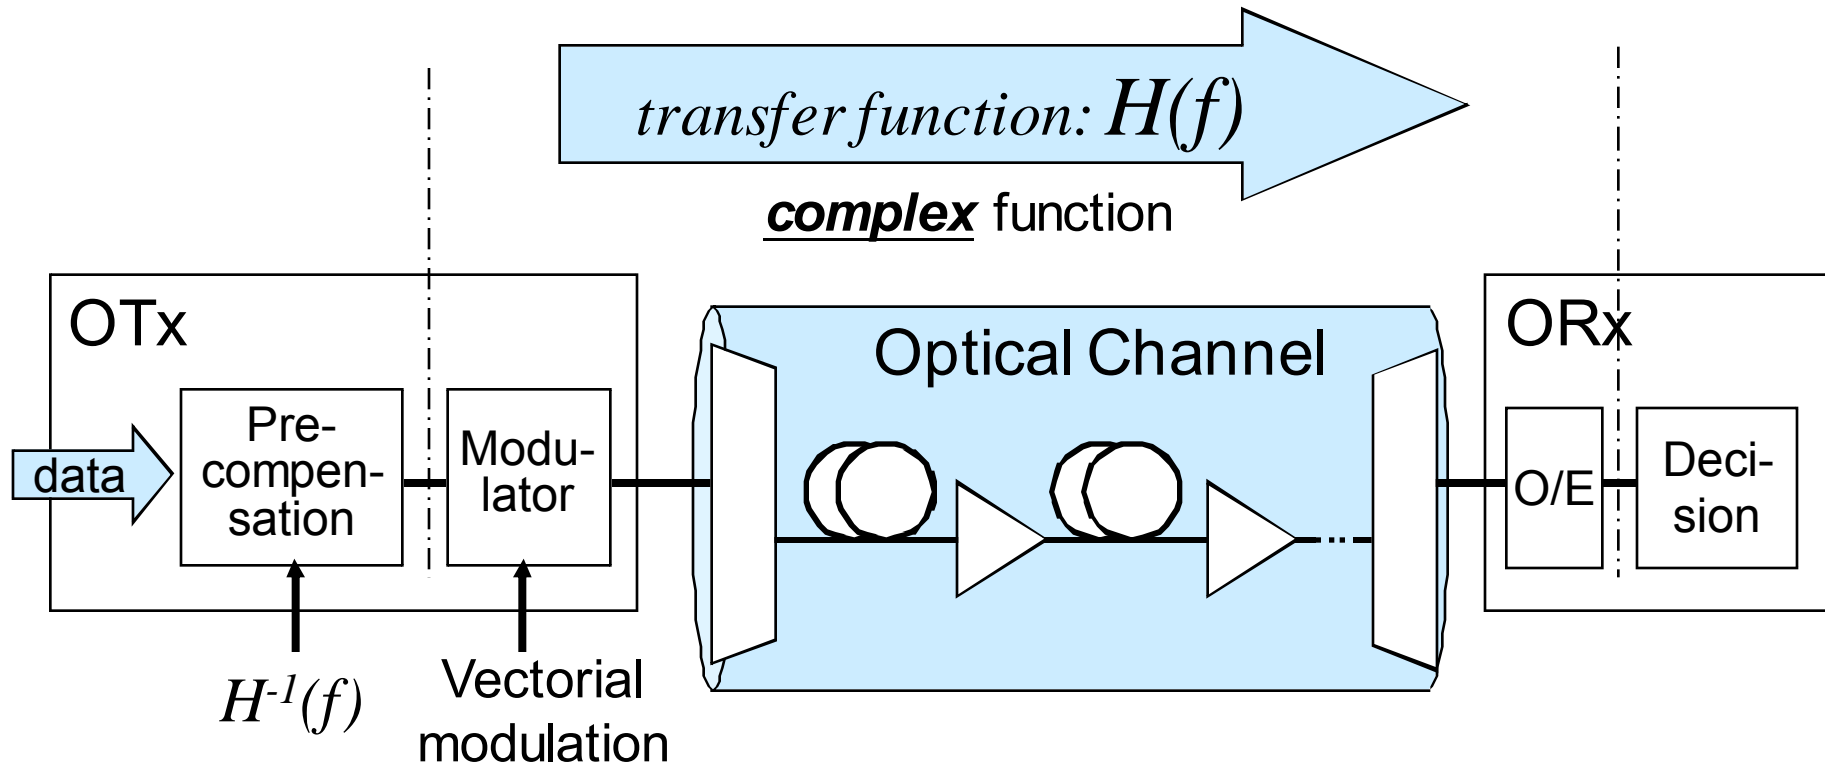 transfer function: H(f)
complex function
OTx
Optical Channel
ORx
data
Pre-
compen-
sation
Modu-
lator
O/E
Deci-
sion
H-1(f)
Vectorial
modulation